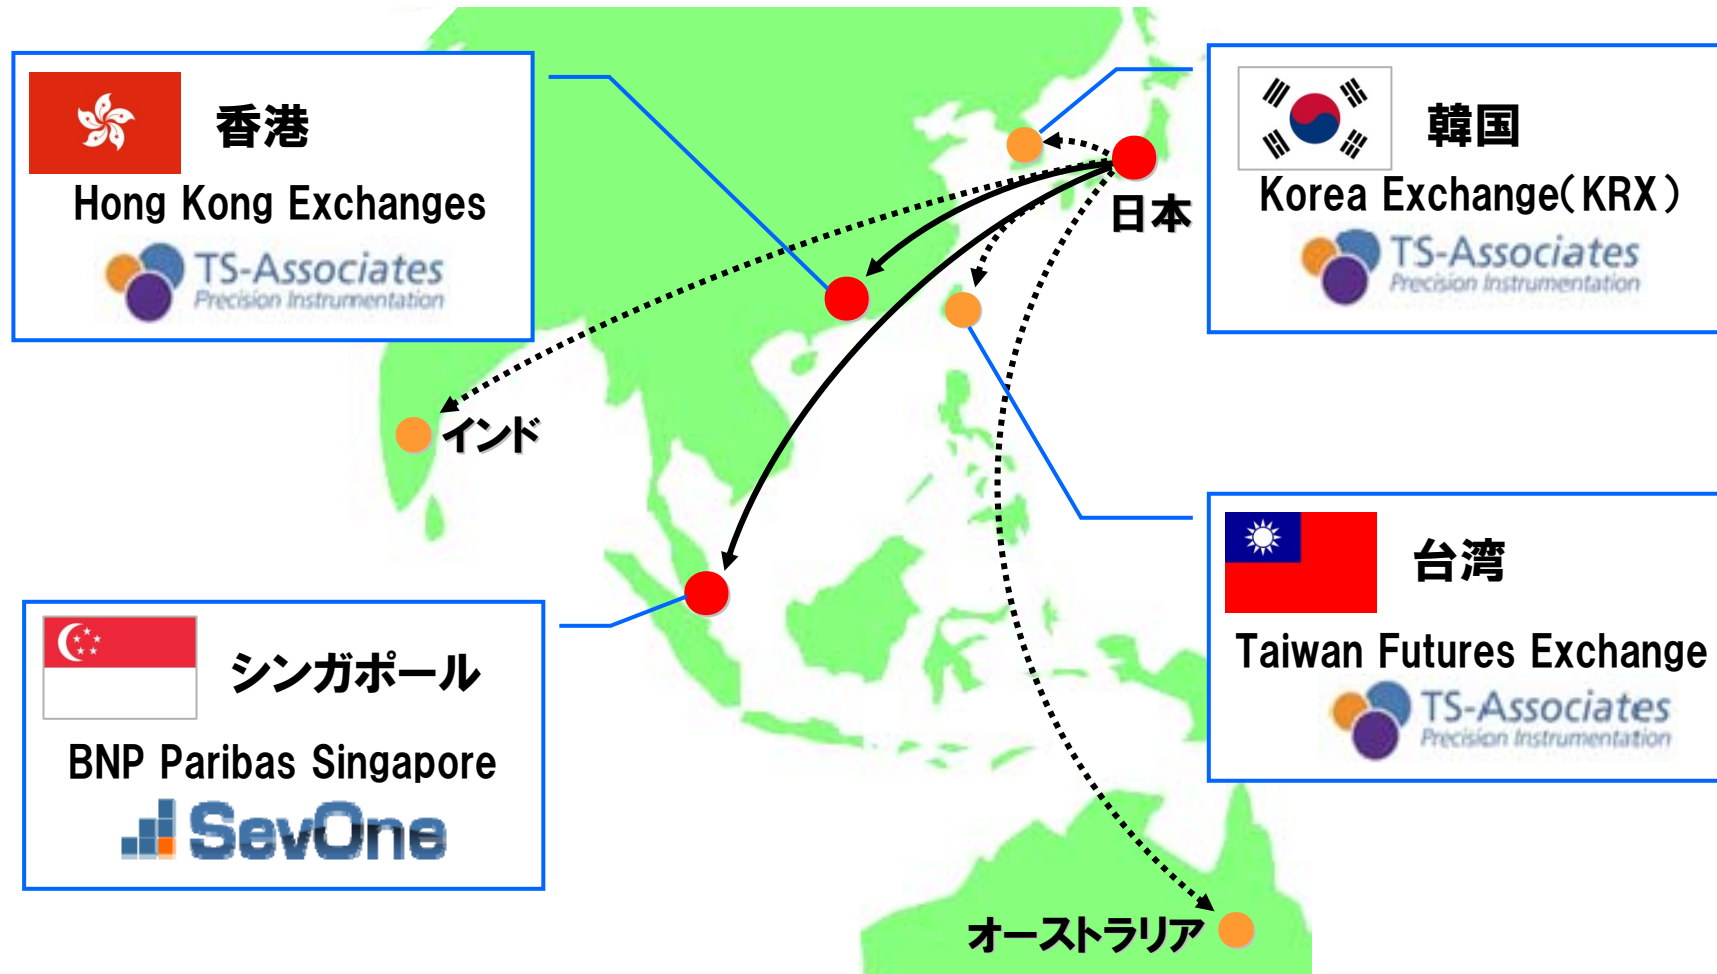 香港
Hong Kong Exchanges
TS-Associates
Precision Instrumentation
韓国
Korea Exchange(KRX)
TS-Associates
Precision Instrumentation
日本
インド
台湾
Taiwan Futures Exchange
TS-Associates
Precision Instrumentation
シンガポール
BNP Paribas Singapore
SevOne
オーストラリア